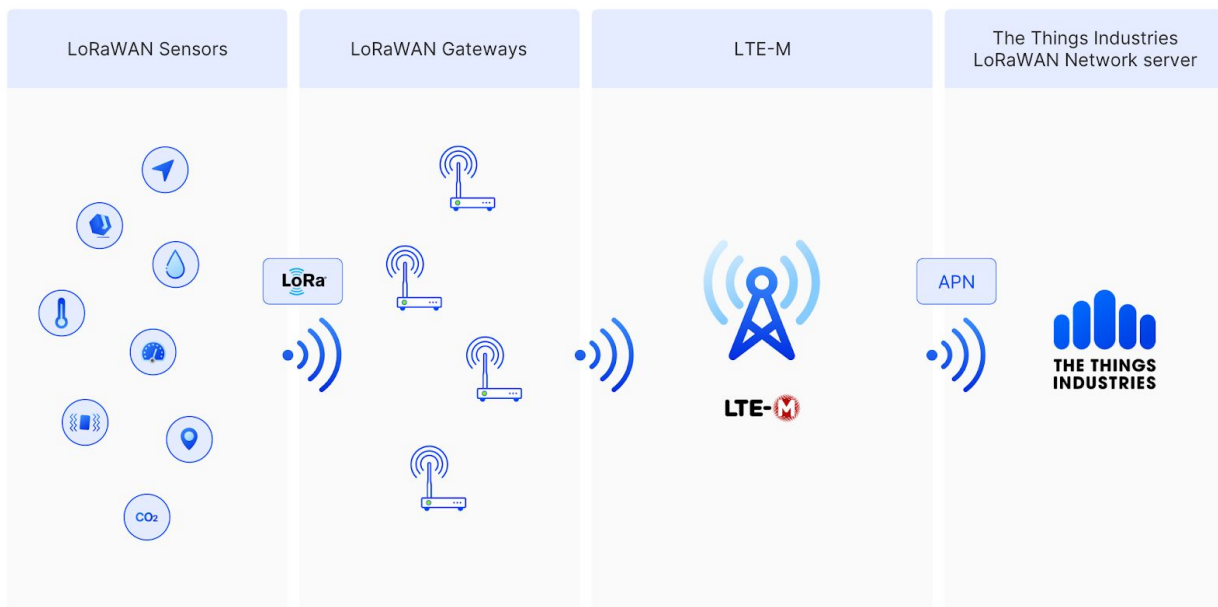 LoRaWAN Sensors
LoRaWAN Gateways
LTE-M
The Things Industries
LoRaWAN Network server
LoRa
APN
CO2
LTE-M
THE THINGS
INDUSTRIES